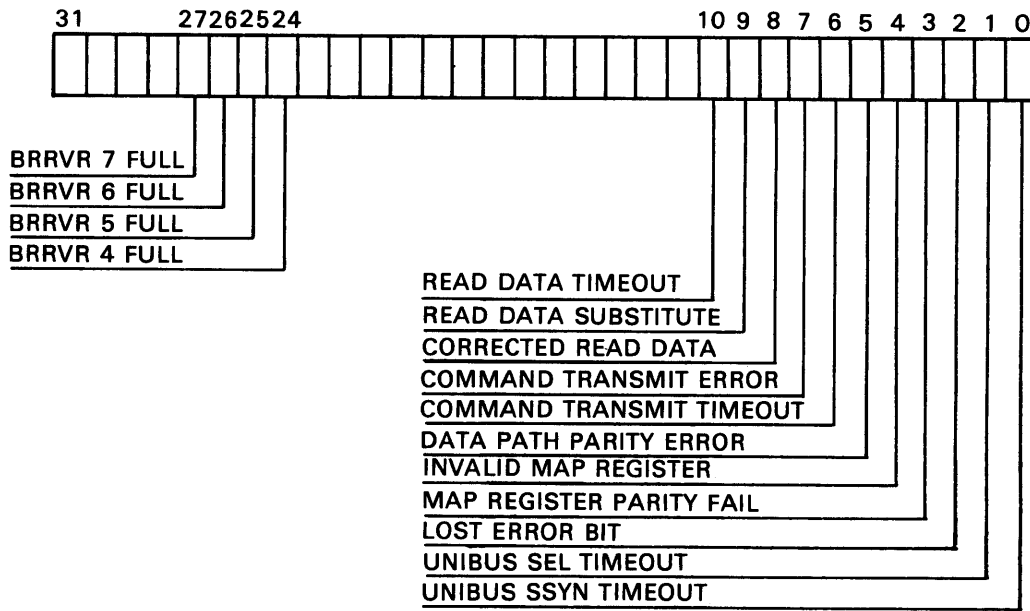 31 27 26 25 24 10 9 8 7 6 5 4 3 2 1 0
BRRVR 7 FULL
BRRVR 6 FULL
BRRVR 5 FULL
BRRVR 4 FULL
READ DATA TIMEOUT
READ DATA SUBSTITUTE
CORRECTED READ DATA
COMMAND TRANSMIT ERROR
COMMAND TRANSMIT TIMEOUT
DATA PATH PARITY ERROR
INVALID MAP REGISTER
MAP REGISTER PARITY FAIL
LOST ERROR BIT
UNIBUS SEL TIMEOUT
UNIBUS SSYN TIMEOUT